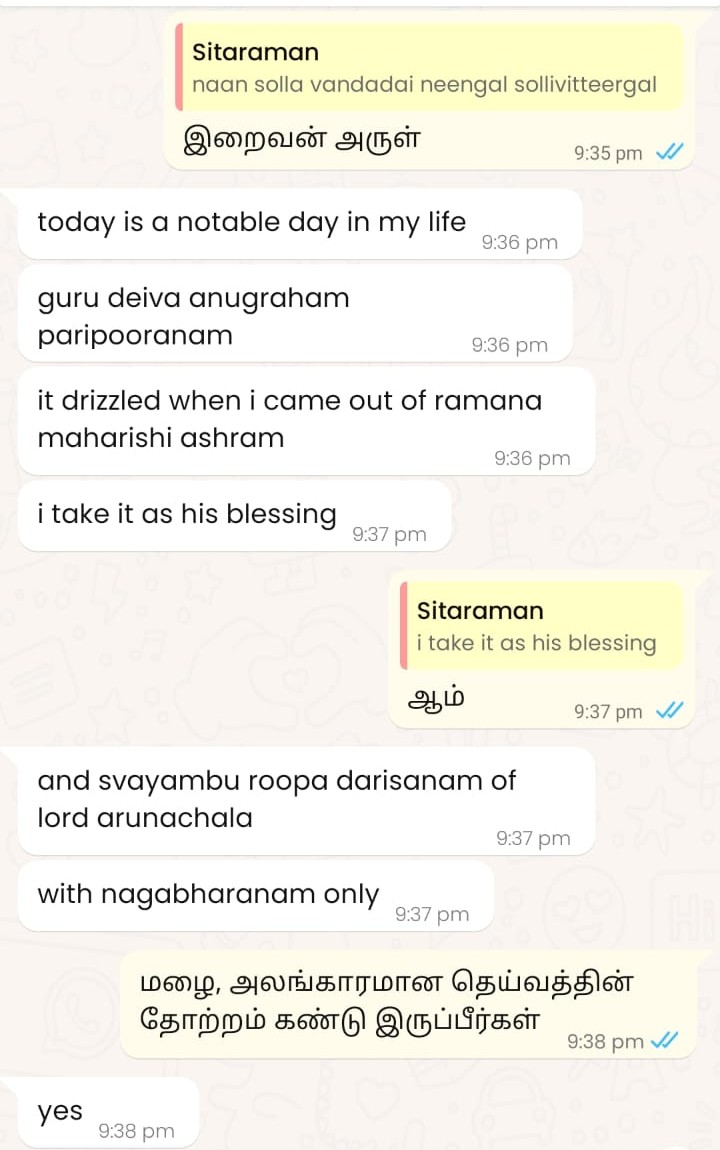 Sitaraman
naan solla vandadai neengal sollivitteergal
இறைவன் அருள்
9:35 pm
today is a notable day in my life
9:36 pm
guru deiva anugraham
paripooranam
9:36 pm
it drizzled when i came out of ramana
maharishi ashram
9:36 pm
i take it as his blessing
9:37 pm
Sitaraman
i take it as his blessing
ஆம்
9:37 pm
and svayambu roopa darisanam of
lord arunachala
9:37 pm
with nagabharanam only
9:37 pm
மழை, அலங்காரமான தெய்வத்தின்
தோற்றம் கண்டு இருப்பீர்கள்
9:38 pm
yes
9:38 pm